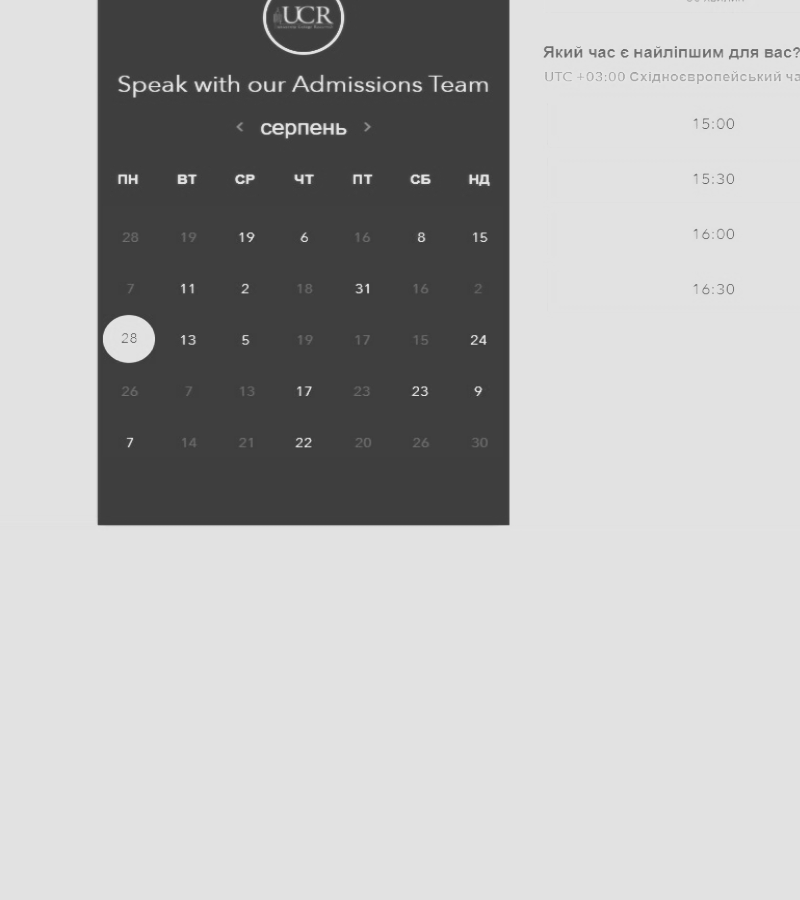 UCR
Speak with our Admissions Team
< серпень >
ПН ВТ СР ЧТ ПТ СБ НД
28 19 19 6 16 8 15
7 11 2 18 31 16 2
28 13 5 19 17 15 24
26 7 13 17 23 23 9
7 14 21 22 20 26 30
Який час є найліпшим для вас?
UTC +03:00 Східноєвропейський ча
15:00
15:30
16:00
16:30